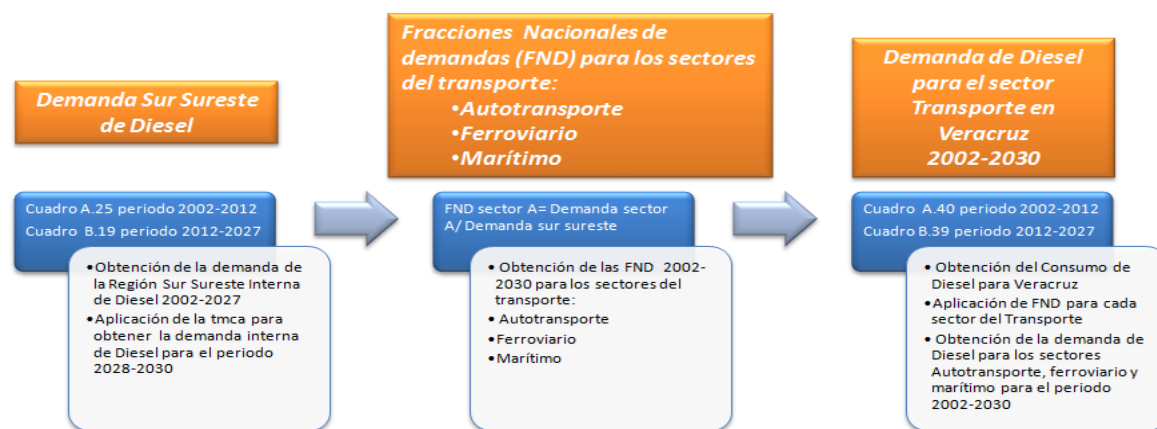 Demanda Sur Sureste
de Diesel
Cuadro A.25 periodo 2002-2012
Cuadro B.19 periodo 2012-2027
•Obtención de la demanda de
la Región Sur Sureste Interna
de Diesel 2002-2027
•Aplicación de la tmca para
obtener la demanda interna
de Diesel para el periodo
2028-2030
Fracciones Nacionales de
demandas (FND) para los sectores
del transporte:
•Autotransporte
•Ferroviario
•Marítimo
FND sector A= Demanda sector
A/ Demanda sur sureste
• Obtención de las FND 2002-
2030 para los sectores del
transporte:
• Autotransporte
•Ferroviario
•Marítimo
Demanda de Diesel
para el sector
Transporte en
Veracruz
2002-2030
Cuadro A.40 periodo 2002-2012
Cuadro B.39 periodo 2012-2027
•Obtención del Consumo de
Diesel para Veracruz
•Aplicación de FND para cada
sector del Transporte
•Obtención de la demanda de
Diesel para los sectores
Autotransporte, ferroviario y
marítimo para el periodo
2002-2030